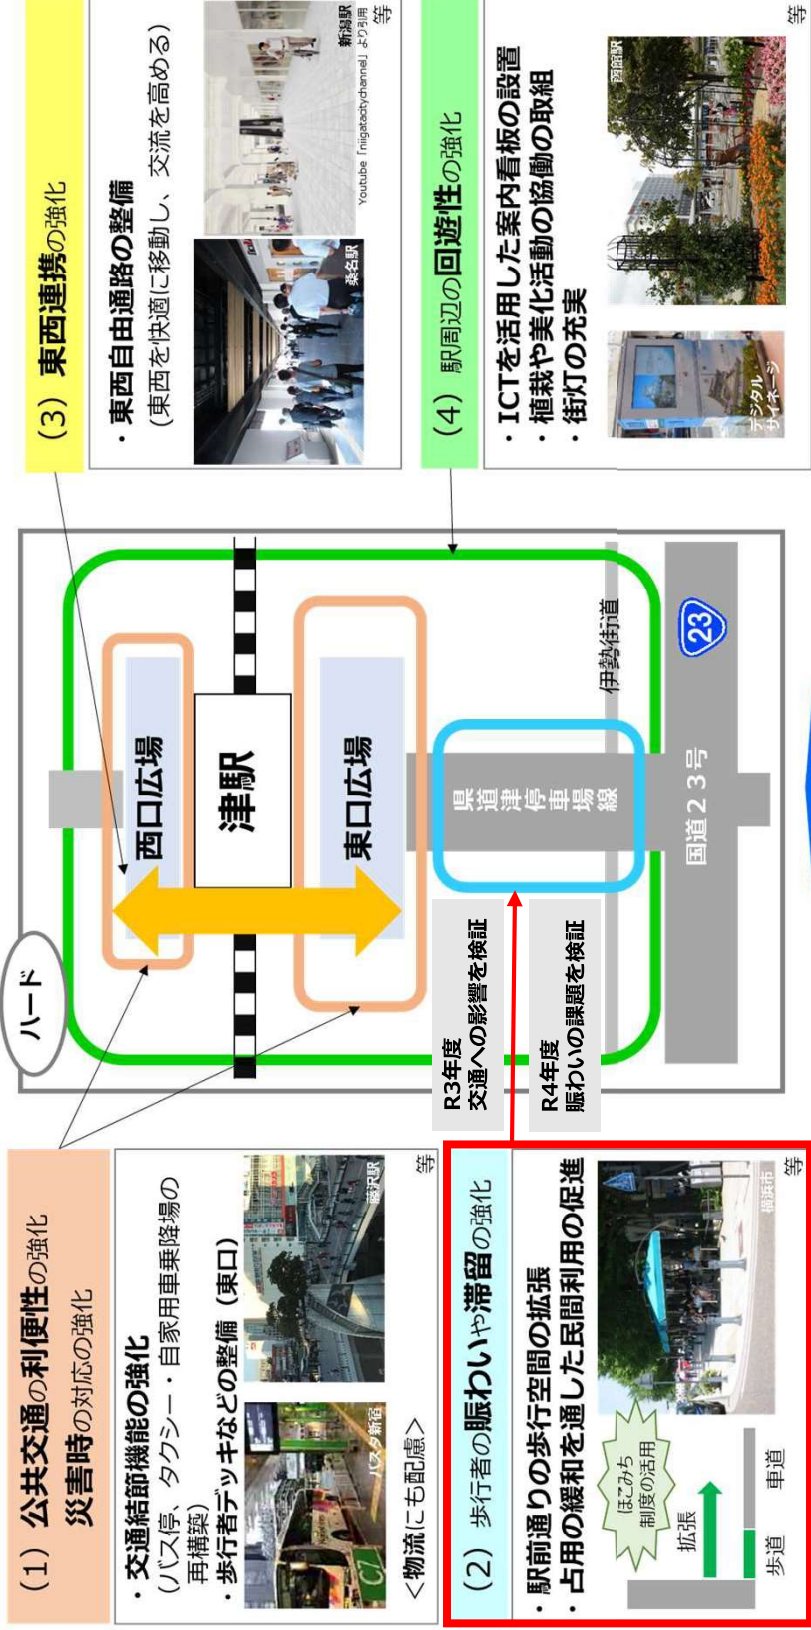 ハード
(1) 公共交通の利便性の強化
災害時の対応の強化
・交通結節機能の強化
(バス停、タクシー・自家用車乗降場の
再構築)
・歩行者デッキなどの整備（東口）
バスタ新宿
藤沢駅
<物流にも配慮>
等
(2) 歩行者の賑わいや滞留の強化
・駅前通りの歩行空間の拡張
・占用の緩和を通した民間利用の促進
ほこみち
制度の活用
拡張
歩道
車道
横浜市
等
西口広場
津駅
東口広場
県道津停車場線
伊勢街道
国道２３号
23
R3年度
交通への影響を検証
R4年度
賑わいの課題を検証
(3) 東西連携の強化
・東西自由通路の整備
(東西を快適に移動し、交流を高める)
桑名駅
新潟駅
Youtube「niigatacitychannel」より引用
等
(4) 駅周辺の回遊性の強化
・ICTを活用した案内看板の設置
・植栽や美化活動の協働の取組
・街灯の充実
デジタル
サイネージ
函館駅
等